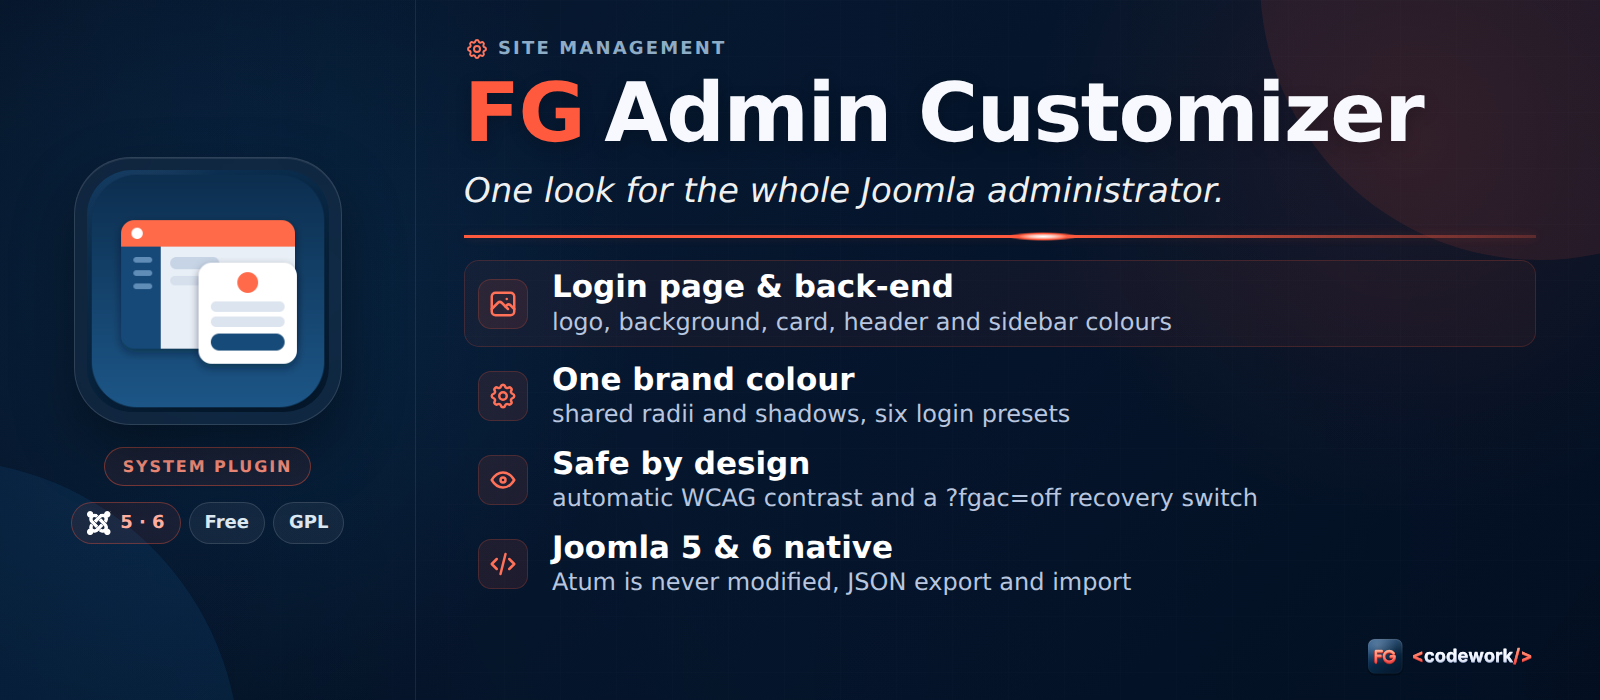 SITE MANAGEMENT
FG Admin Customizer
One look for the whole Joomla administrator.
Login page & back-end
logo, background, card, header and sidebar colours
One brand colour
shared radii and shadows, six login presets
Safe by design
automatic WCAG contrast and a ?fgac=off recovery switch
Joomla 5 & 6 native
Atum is never modified, JSON export and import
SYSTEM PLUGIN
5 · 6 Free GPL
FG <codework/>